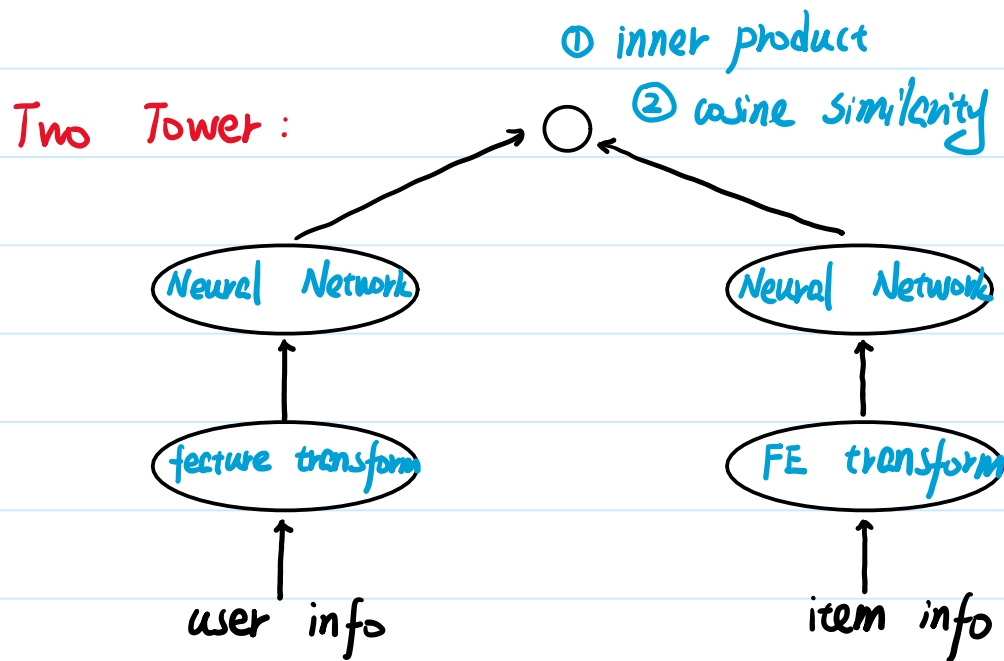 ① inner product
Two Tower :
② cosine similarity
Neural Network
Neural Network
feature transform
FE transform
user info
item info